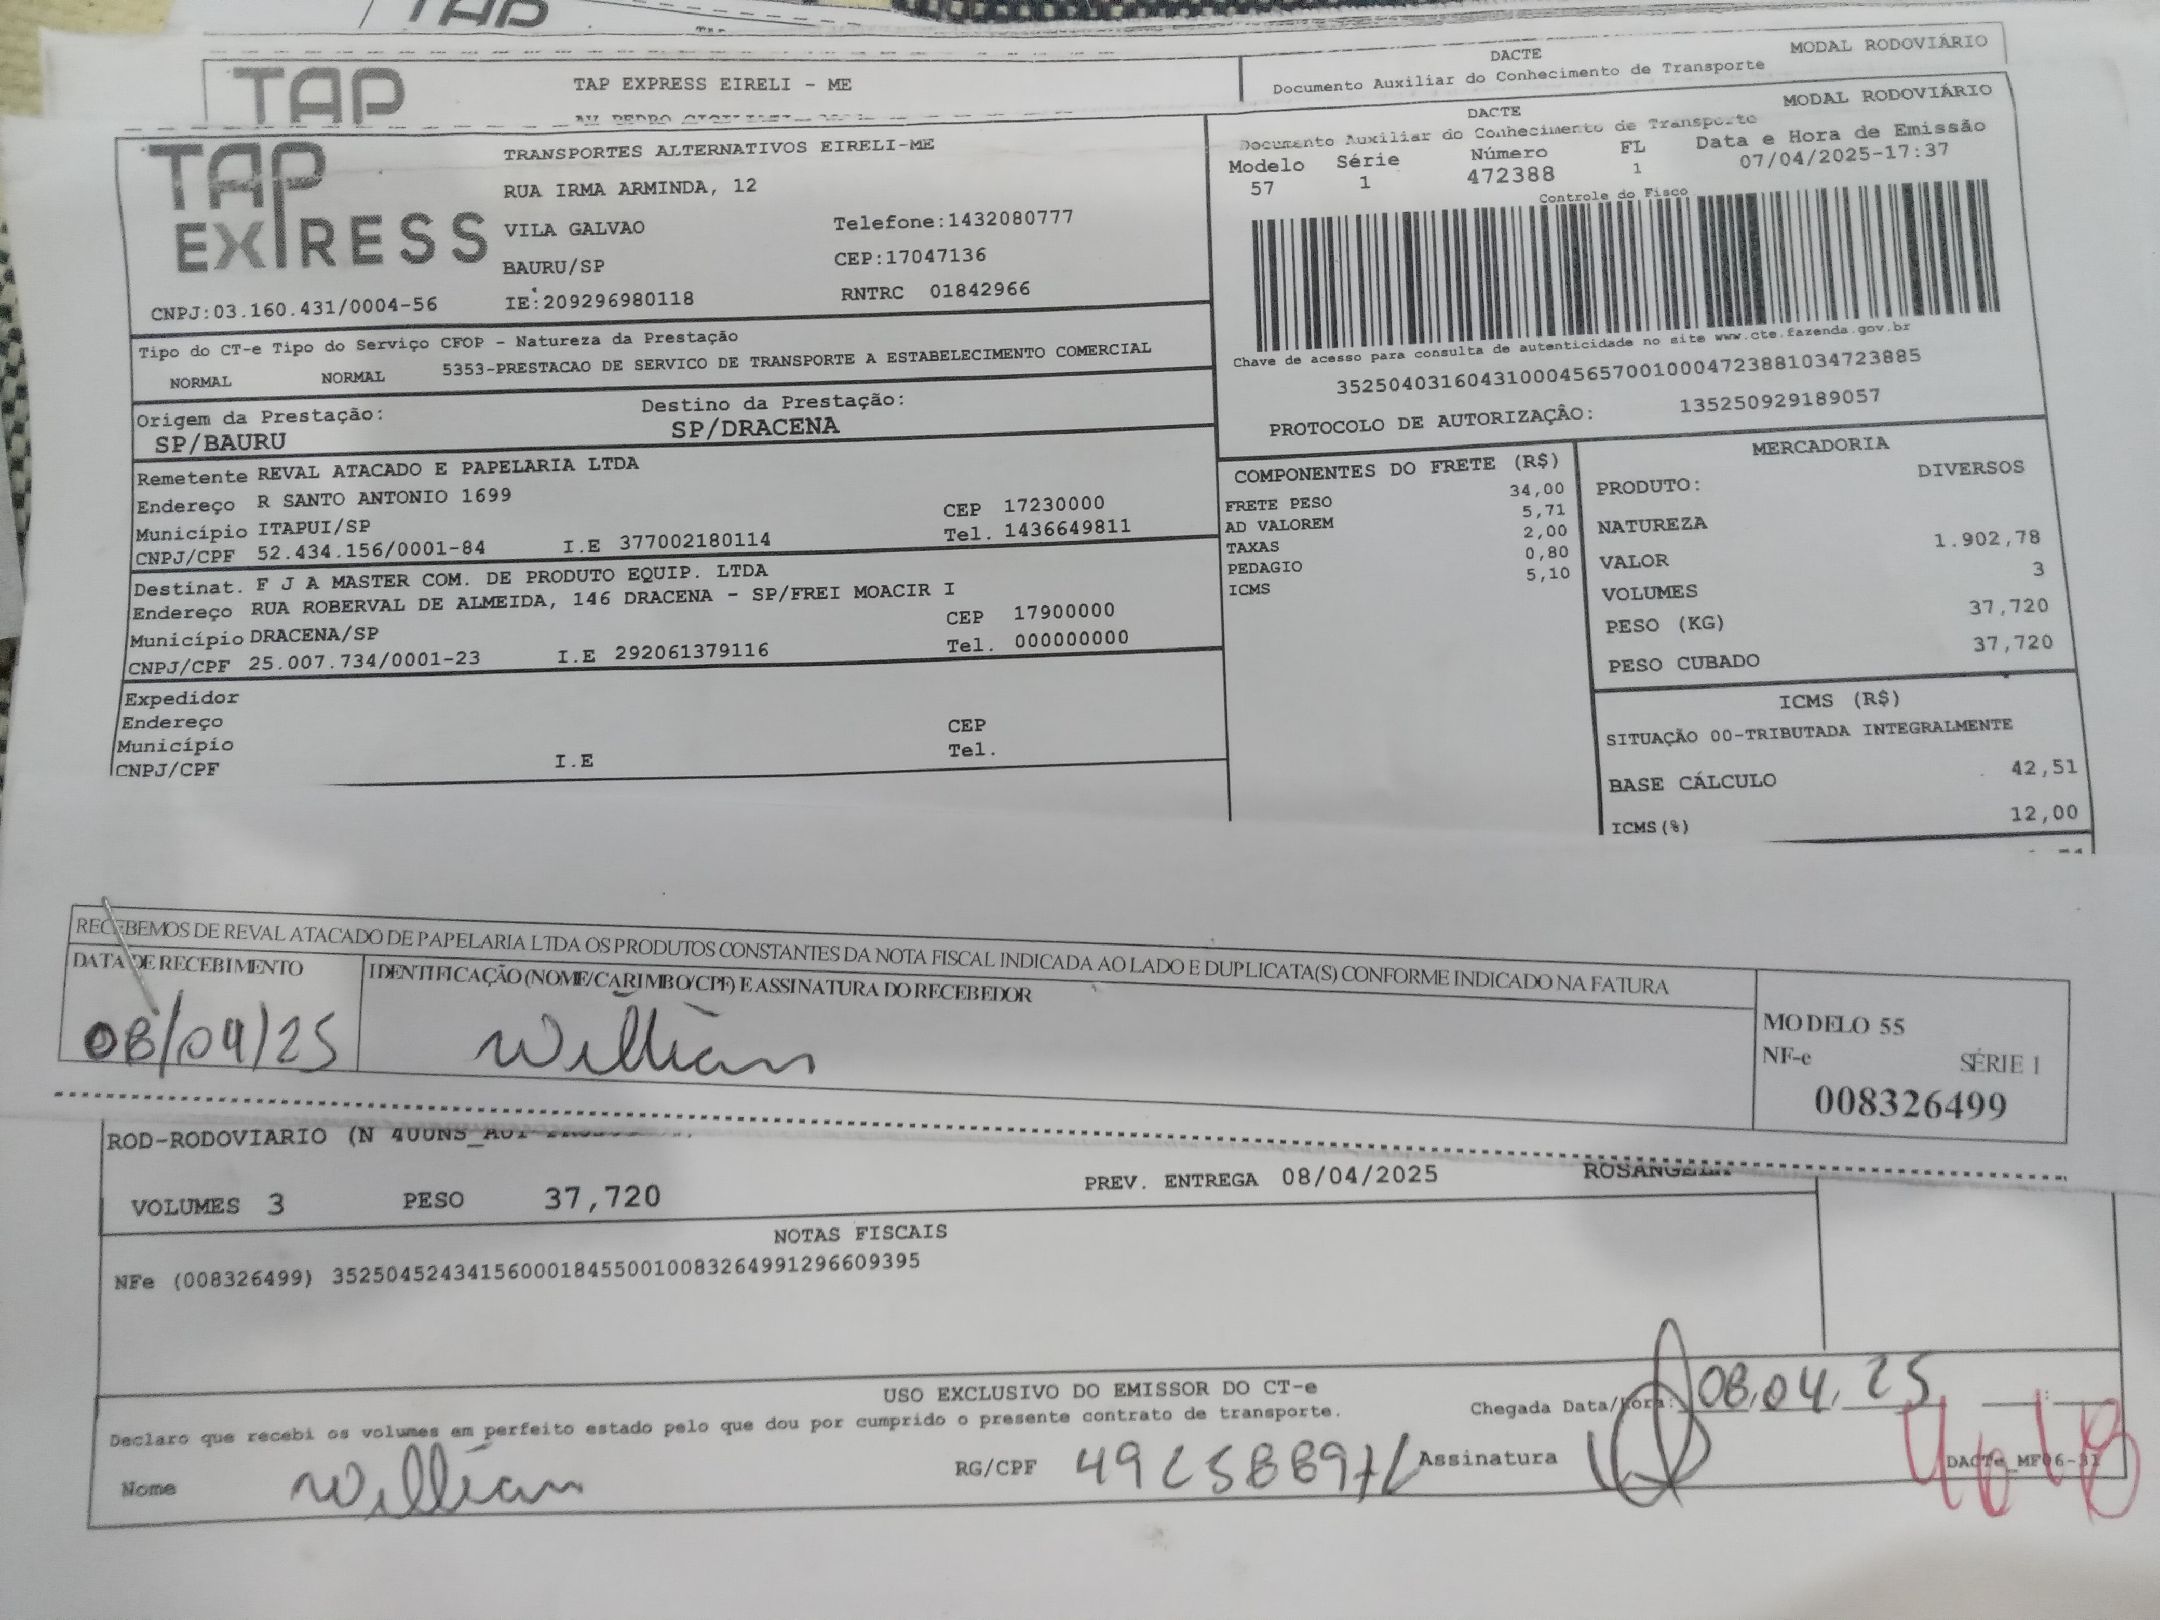 TAP
TAP
TAP EXPRESS EIRELI - ME
DACTE
MODAL RODOVIÁRIO
Documento Auxiliar do Conhecimento de Transporte
TAP
EXPRESS
TRANSPORTES ALTERNATIVOS EIRELI-ME
RUA IRMA ARMINDA, 12
VILA GALVAO
Telefone:1432080777
BAURU/SP
CEP:17047136
CNPJ:03.160.431/0004-56
IE:209296980118
RNTRC 01842966
DACTE
MODAL RODOVIÁRIO
Documento Auxiliar do Conhecimento de Transporte
Modelo Série Número FL Data e Hora de Emissão
57 1 472388 1 07/04/2025-17:37
Controle do Fisco
Chave de acesso para consulta de autenticidade no site www.cte.fazenda.gov.br
35250403160431000456570010004723881034723885
PROTOCOLO DE AUTORIZAÇÃO: 135250929189057
Tipo do CT-e Tipo do Serviço CFOP - Natureza da Prestação
NORMAL NORMAL 5353-PRESTACAO DE SERVICO DE TRANSPORTE A ESTABELECIMENTO COMERCIAL
Origem da Prestação: Destino da Prestação:
SP/BAURU SP/DRACENA
Remetente REVAL ATACADO E PAPELARIA LTDA
Endereço R SANTO ANTONIO 1699
CEP 17230000
Município ITAPUI/SP
Tel. 1436649811
CNPJ/CPF 52.434.156/0001-84 I.E 377002180114
Destinat. F J A MASTER COM. DE PRODUTO EQUIP. LTDA
Endereço RUA ROBERVAL DE ALMEIDA, 146 DRACENA - SP/FREI MOACIR I
CEP 17900000
Município DRACENA/SP
Tel. 000000000
CNPJ/CPF 25.007.734/0001-23 I.E 292061379116
Expedidor
Endereço
CEP
Município
Tel.
CNPJ/CPF I.E
COMPONENTES DO FRETE (R$)
FRETE PESO 34,00
AD VALOREM 5,71
TAXAS 2,00
PEDAGIO 0,80
ICMS 5,10
MERCADORIA
PRODUTO: DIVERSOS
NATUREZA
VALOR 1.902,78
VOLUMES 3
PESO (KG) 37,720
PESO CUBADO 37,720
ICMS (R$)
SITUAÇÃO 00-TRIBUTADA INTEGRALMENTE
BASE CÁLCULO 42,51
ICMS(%) 12,00
RECEBEMOS DE REVAL ATACADO DE PAPELARIA LTDA OS PRODUTOS CONSTANTES DA NOTA FISCAL INDICADA AO LADO E DUPLICATA(S) CONFORME INDICADO NA FATURA
DATA DE RECEBIMENTO
IDENTIFICAÇÃO (NOME/CARIMBO/CPF) E ASSINATURA DO RECEBEDOR
08/04/25
Willian
MODELO 55
NF-e SÉRIE 1
008326499
ROD-RODOVIARIO (N
VOLUMES 3 PESO 37,720 PREV. ENTREGA 08/04/2025 ROSANGELA
NOTAS FISCAIS
NFe (008326499) 35250452434156000184550010083264991296609395
USO EXCLUSIVO DO EMISSOR DO CT-e
Declaro que recebi os volumes em perfeito estado pelo que dou por cumprido o presente contrato de transporte.
Chegada Data/Hora: 08.04.25
Nome Willian
RG/CPF
Assinatura